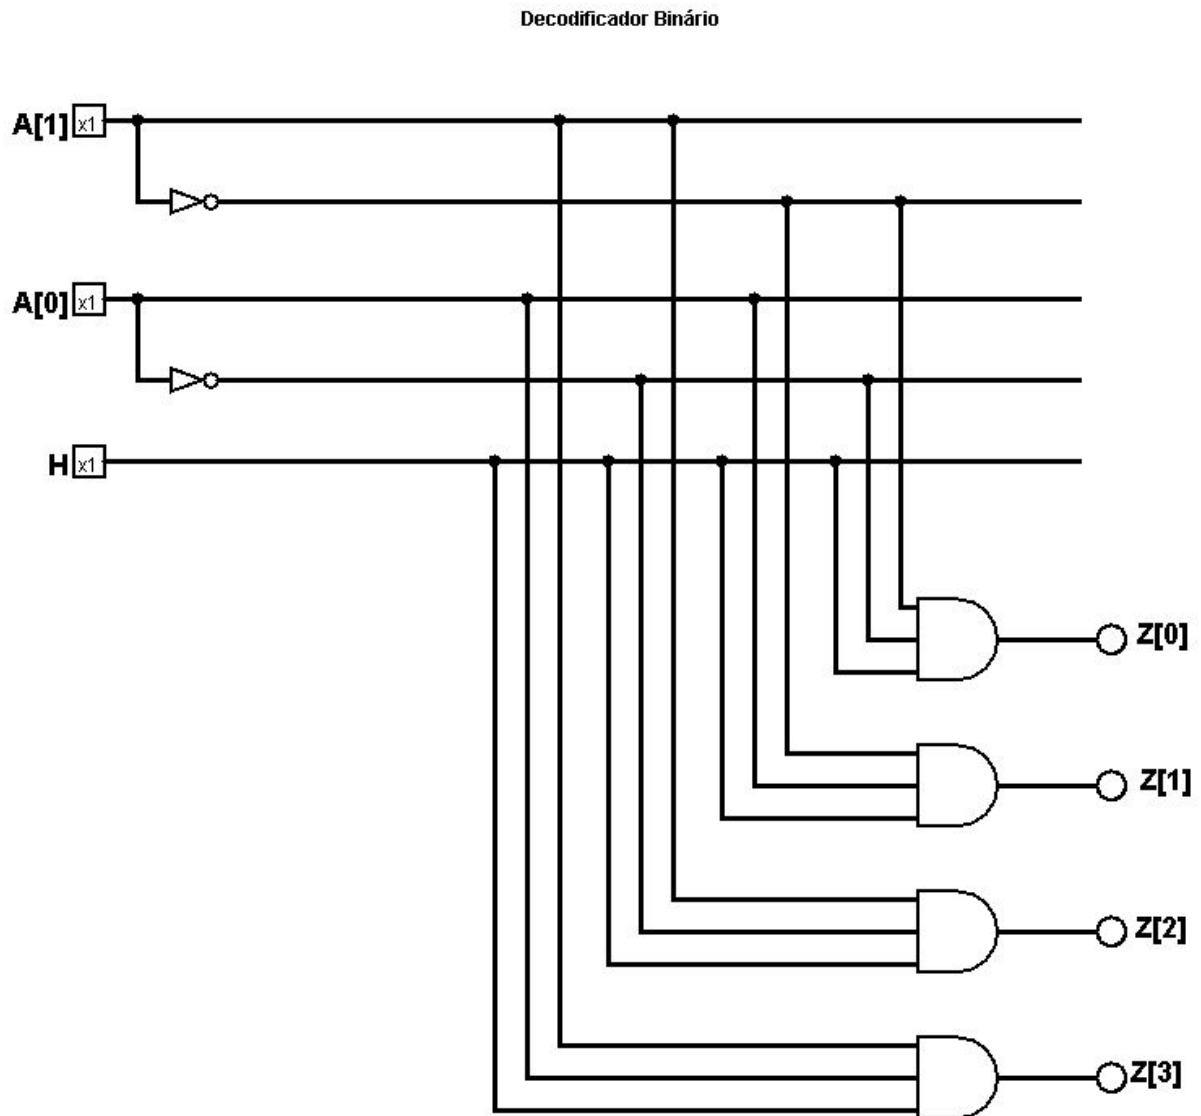 Decodificador Binário
A[1] x1
A[0] x1
H x1
Z[0]
Z[1]
Z[2]
Z[3]